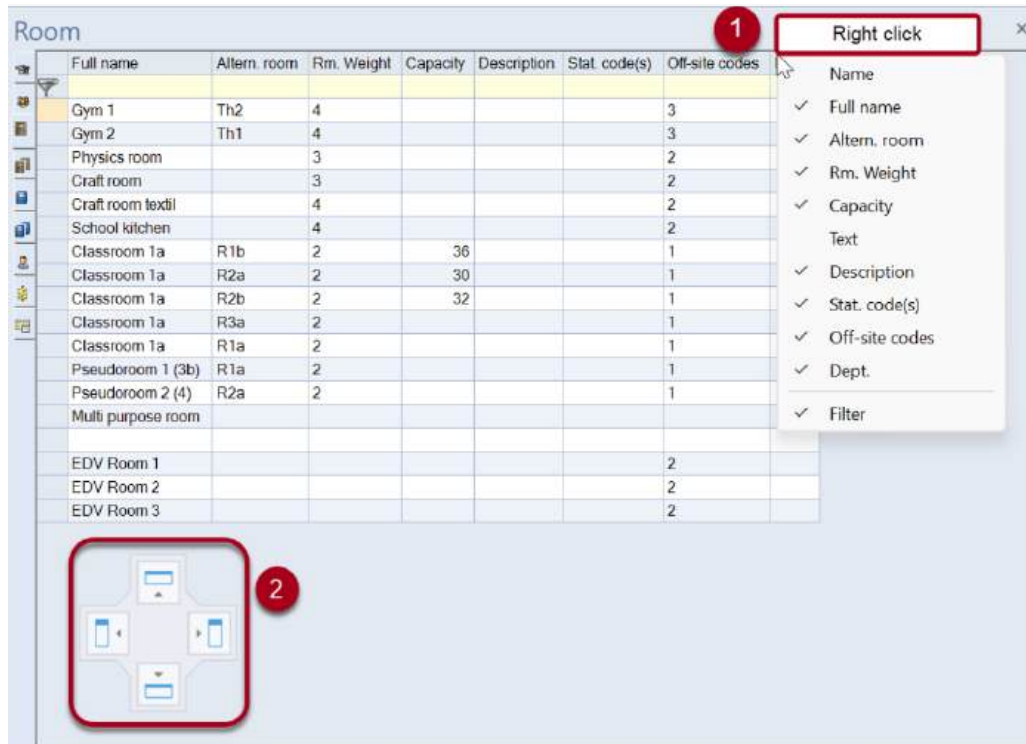 Room
1
Right click
Full name Altern. room Rm. Weight Capacity Description Stat. code(s) Off-site codes
Gym 1 Th2 4 3
Gym 2 Th1 4 3
Physics room 3 2
Craft room 3 2
Craft room textil 4 2
School kitchen 4 2
Classroom 1a R1b 2 36 1
Classroom 1a R2a 2 30 1
Classroom 1a R2b 2 32 1
Classroom 1a R3a 2 1
Classroom 1a R1a 2 1
Pseudoroom 1 (3b) R1a 2 1
Pseudoroom 2 (4) R2a 2 1
Multi purpose room
EDV Room 1 2
EDV Room 2 2
EDV Room 3 2
Name
Full name
Altern. room
Rm. Weight
Capacity
Text
Description
Stat. code(s)
Off-site codes
Dept.
Filter
2